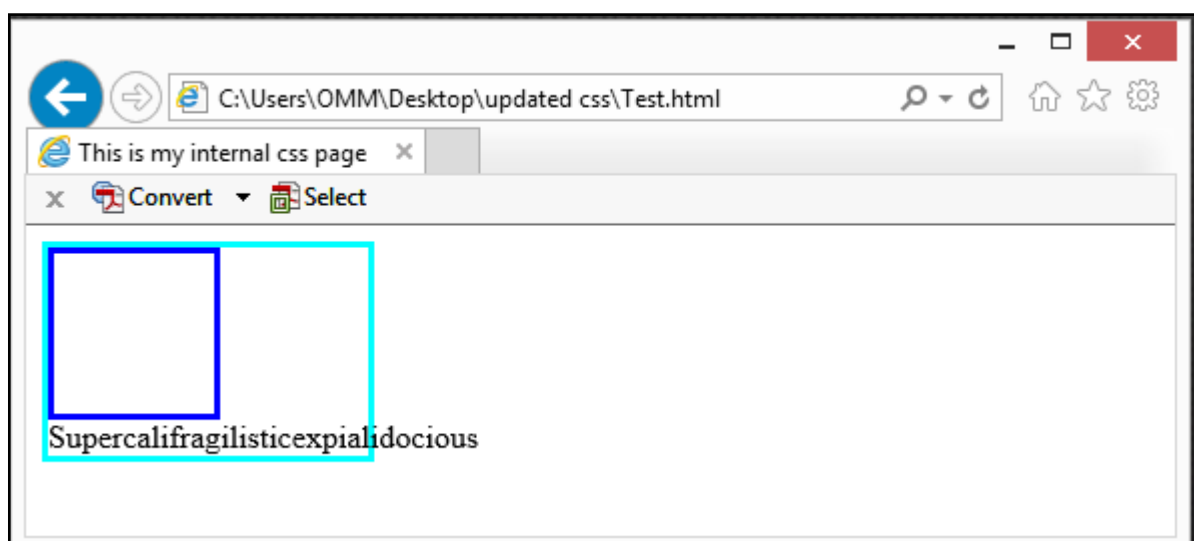 C:\Users\OMM\Desktop\updated css\Test.html
This is my internal css page
Convert Select
Supercalifragilisticexpialidocious